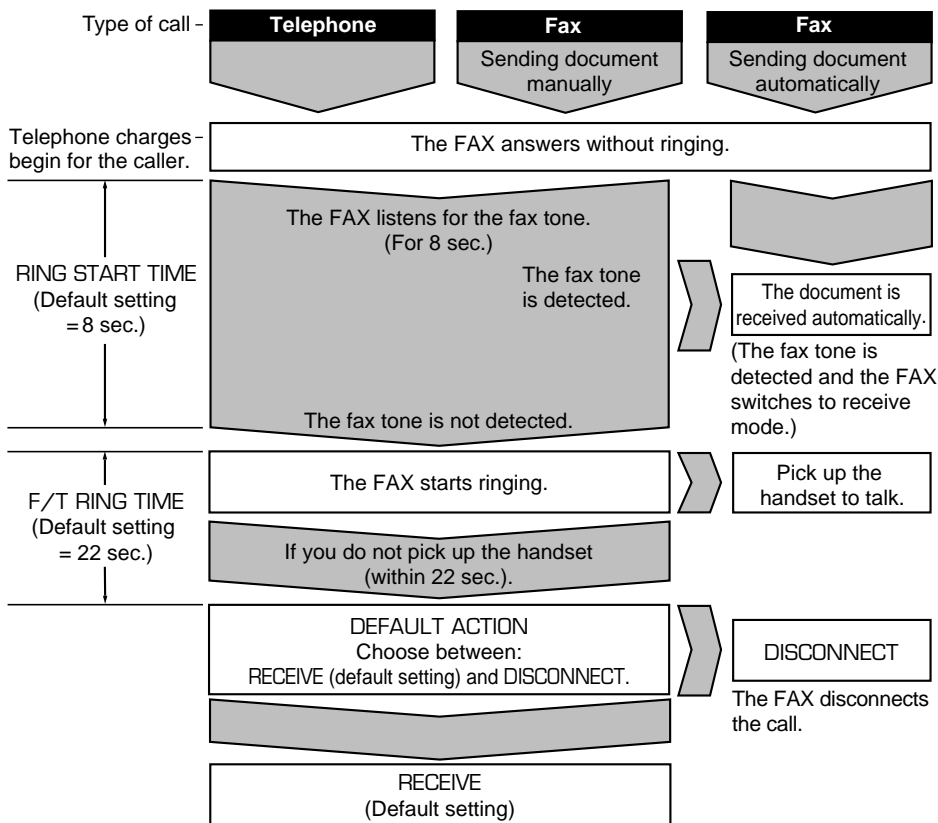 Type of call
Telephone
Fax
Fax
Sending document
manually
Sending document
automatically
Telephone charges
begin for the caller.
The FAX answers without ringing.
RING START TIME
(Default setting
=8 sec.)
The FAX listens for the fax tone.
(For 8 sec.)
The fax tone
is detected.
The fax tone is not detected.
The document is
received automatically.
(The fax tone is
detected and the FAX
switches to receive
mode.)
F/T RING TIME
(Default setting
= 22 sec.)
The FAX starts ringing.
Pick up the
handset to talk.
If you do not pick up the handset
(within 22 sec.).
DEFAULT ACTION
Choose between:
RECEIVE (default setting) and DISCONNECT.
DISCONNECT
The FAX disconnects
the call.
RECEIVE
(Default setting)